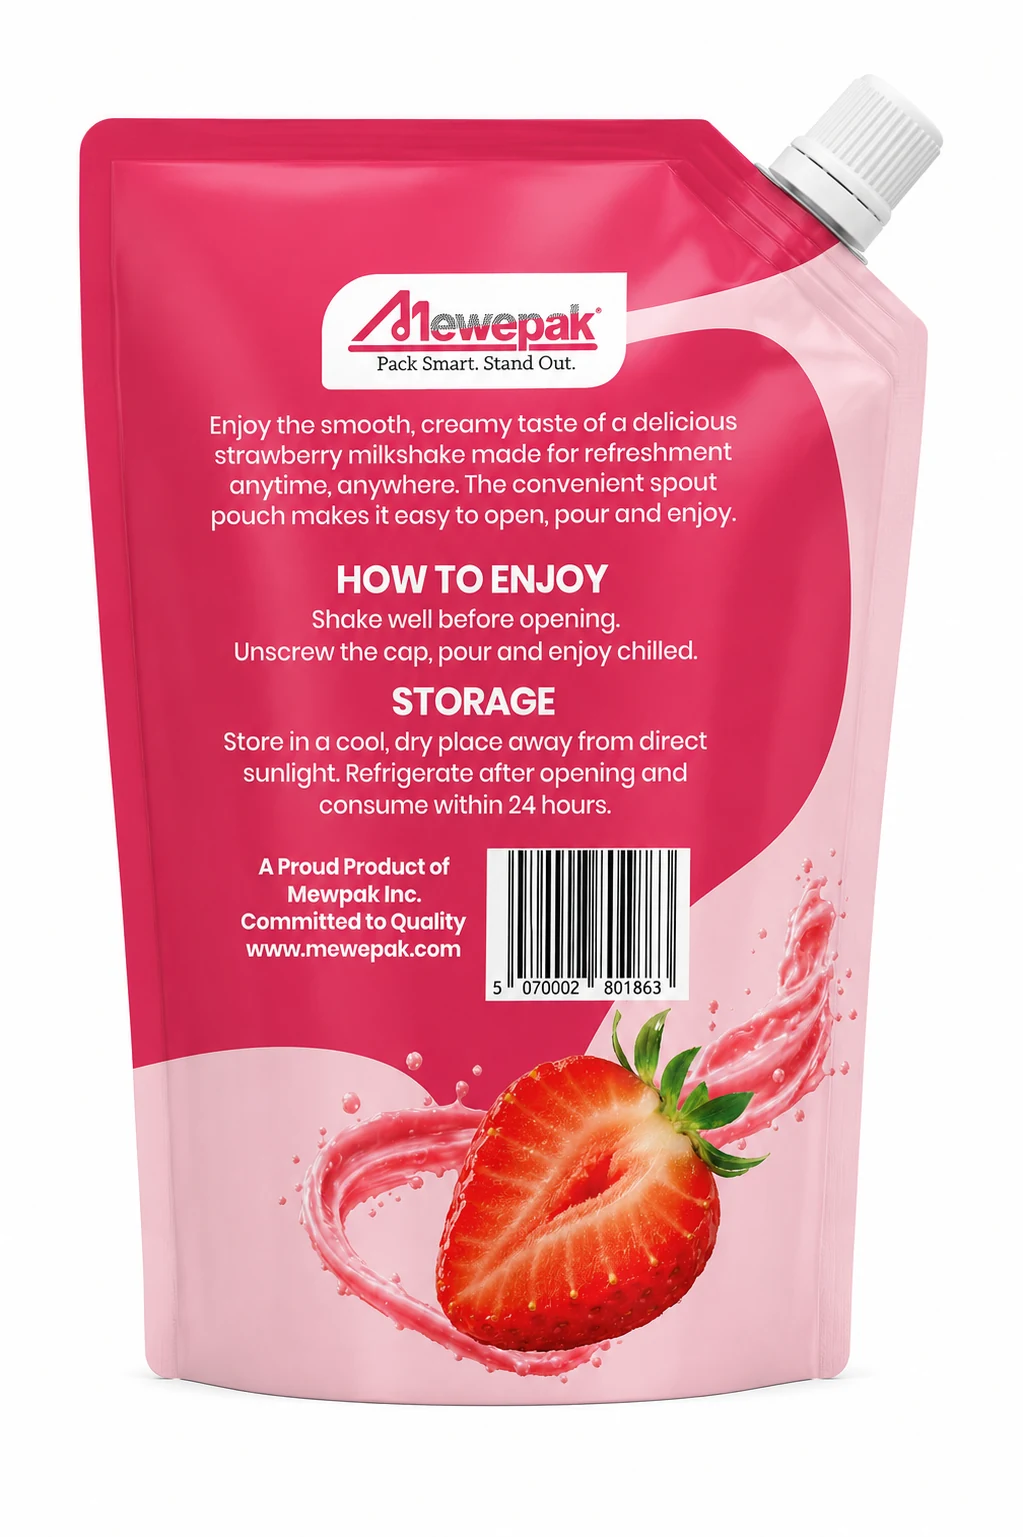 Mewepak®
Pack Smart. Stand Out.
Enjoy the smooth, creamy taste of a delicious
strawberry milkshake made for refreshment
anytime, anywhere. The convenient spout
pouch makes it easy to open, pour and enjoy.
HOW TO ENJOY
Shake well before opening.
Unscrew the cap, pour and enjoy chilled.
STORAGE
Store in a cool, dry place away from direct
sunlight. Refrigerate after opening and
consume within 24 hours.
A Proud Product of
Mewpak Inc.
Committed to Quality
www.mewepak.com
5 070002 801863